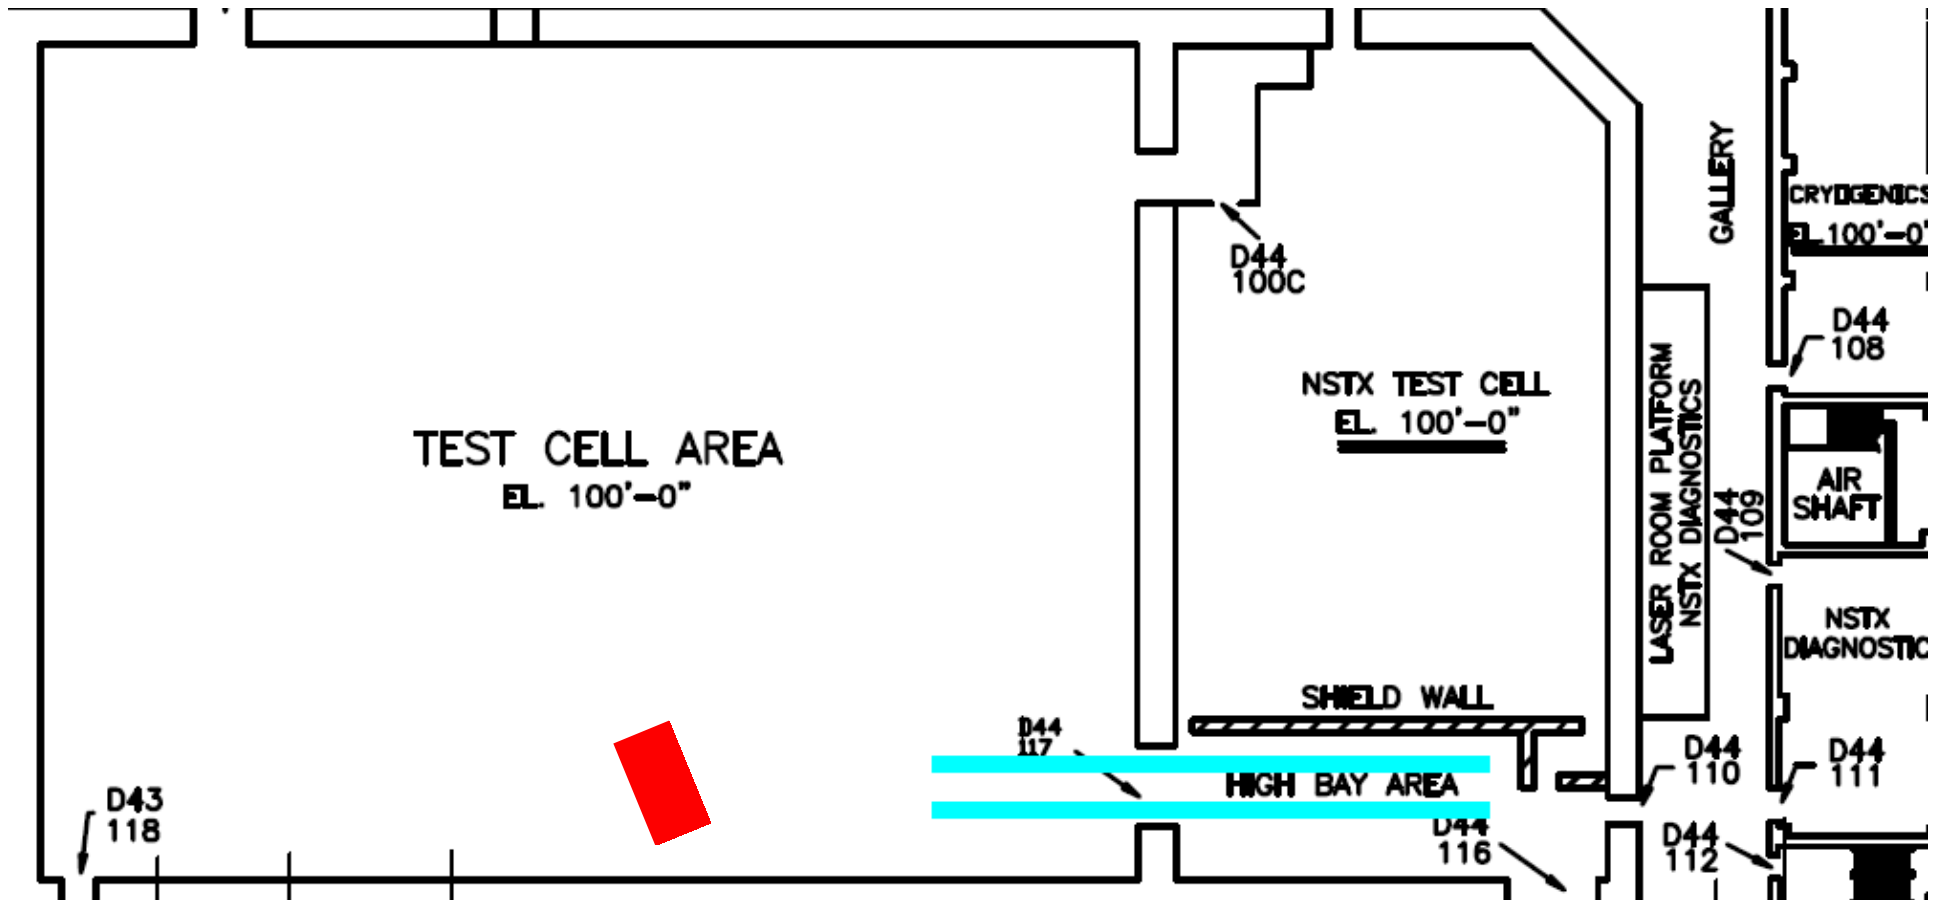 GALLERY
CRYOGENICS
EL. 100'-0"
D44
100C
D44
108
NSTX TEST CELL
EL. 100'-0"
LASER ROOM PLATFORM
NSTX DIAGNOSTICS
TEST CELL AREA
EL. 100'-0"
AIR
SHAFT
D44
109
NSTX
DIAGNOSTIC
SHIELD WALL
D44
117
HIGH BAY AREA
D44
110
D44
111
D43
118
D44
116
D44
112